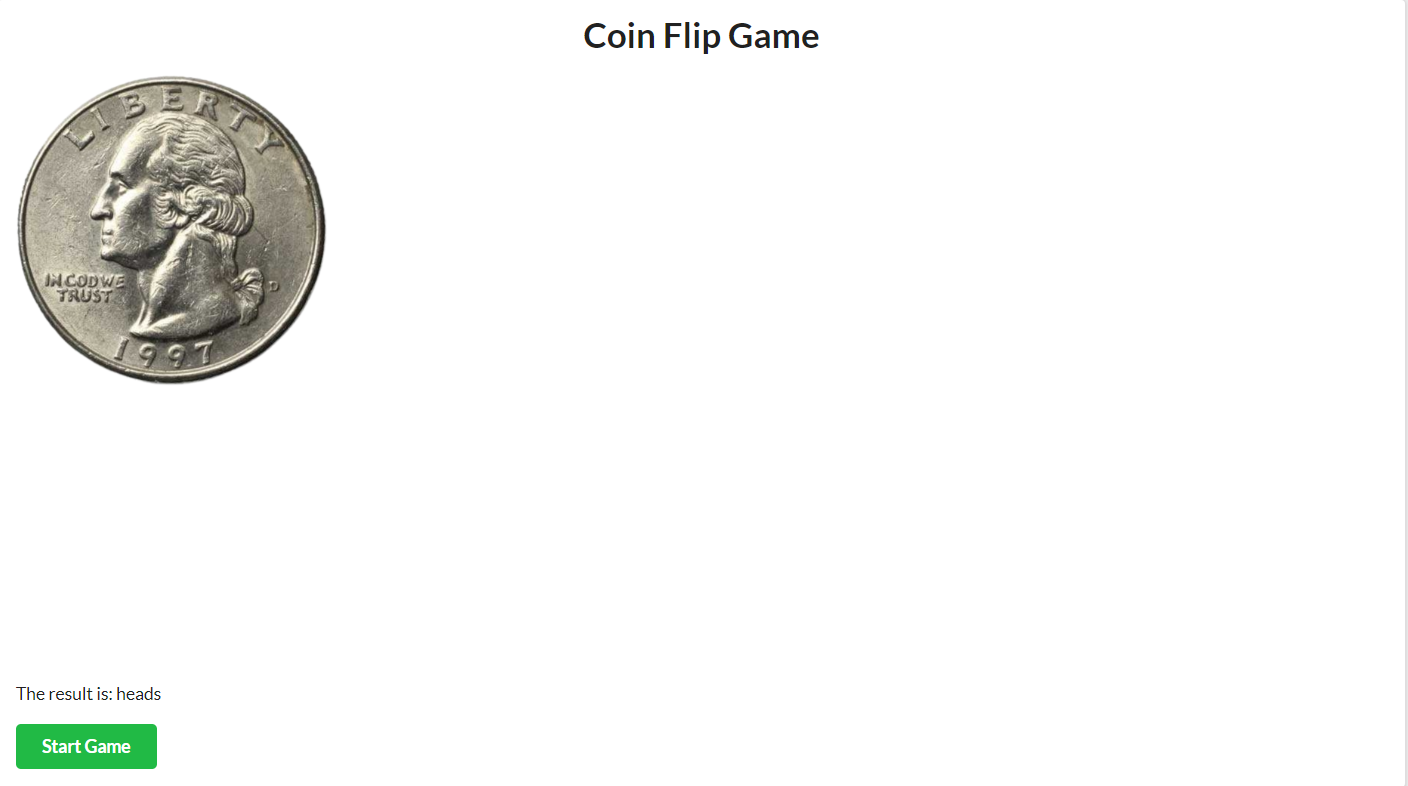 Coin Flip Game
LIBERTY
IN GOD WE
TRUST
D
1997
The result is: heads
Start Game